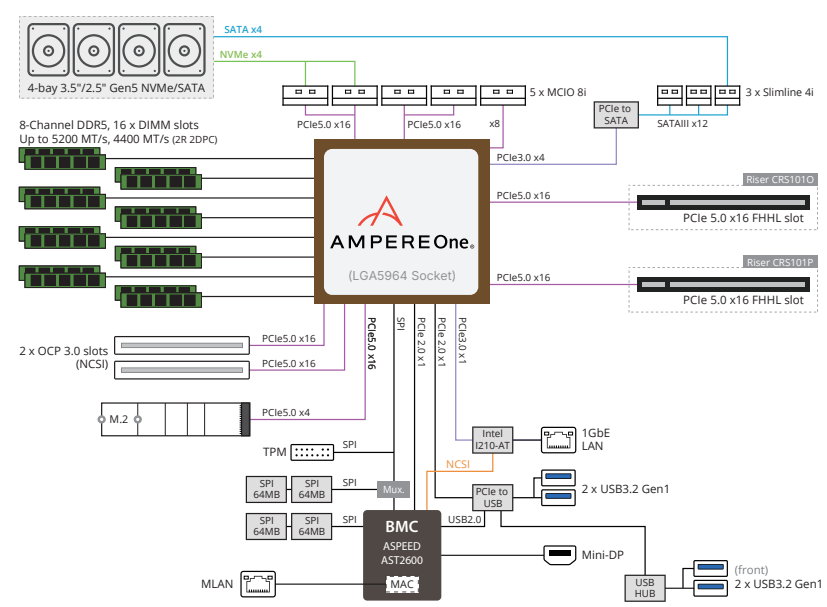 SATA x4
NVMe x4
4-bay 3.5"/2.5" Gen5 NVMe/SATA
5 x MCIO 8i
3 x Slimline 4i
PCIe to
SATA
8-Channel DDR5, 16 x DIMM slots
Up to 5200 MT/s, 4400 MT/s (2R 2DPC)
PCIe5.0 x16
PCIe5.0 x16
x8
SATAIII x12
PCIe3.0 x4
Riser CRS101O
PCIe5.0 x16
PCIe 5.0 x16 FHHL slot
AMPEREOne®
(LGA5964 Socket)
Riser CRS101P
PCIe5.0 x16
PCIe 5.0 x16 FHHL slot
2 x OCP 3.0 slots
(NCSI)
PCIe5.0 x16
PCIe5.0 x16
PCIe5.0 x16
SPI
PCIe 2.0 x1
PCIe 2.0 x1
PCIe3.0 x1
M.2
PCIe5.0 x4
Intel
I210-AT
1GbE
LAN
TPM
SPI
NCSI
SPI
64MB
SPI
64MB
SPI
Mux.
PCIe to
USB
2 x USB3.2 Gen1
SPI
64MB
SPI
64MB
SPI
BMC
ASPEED
AST2600
MAC
USB2.0
Mini-DP
MLAN
USB
HUB
(front)
2 x USB3.2 Gen1